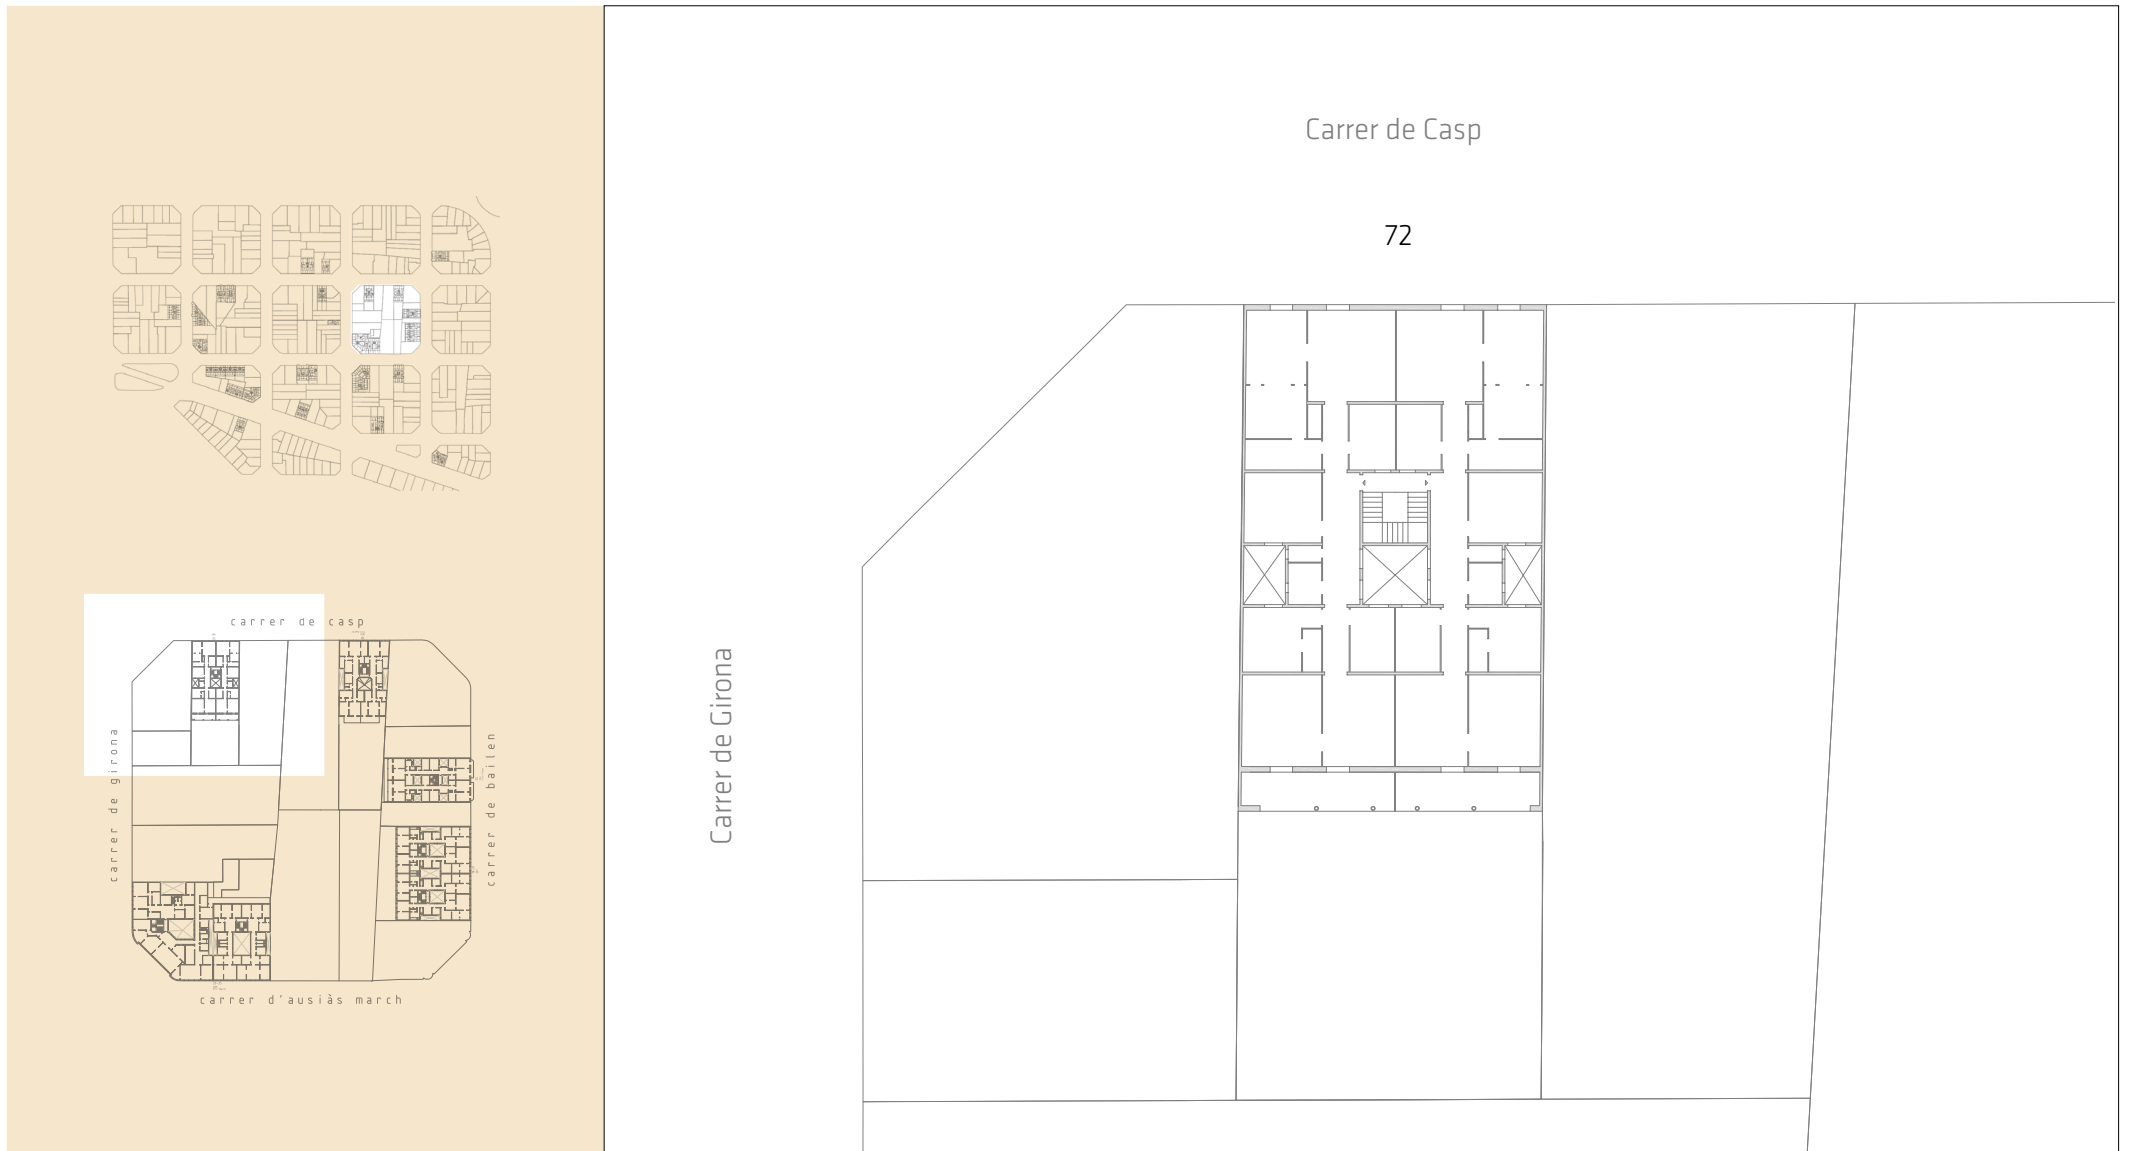 Carrer de Casp
72
Carrer de Girona
carrer de casp
carrer de girona
carrer de bailen
carrer d'ausiàs march